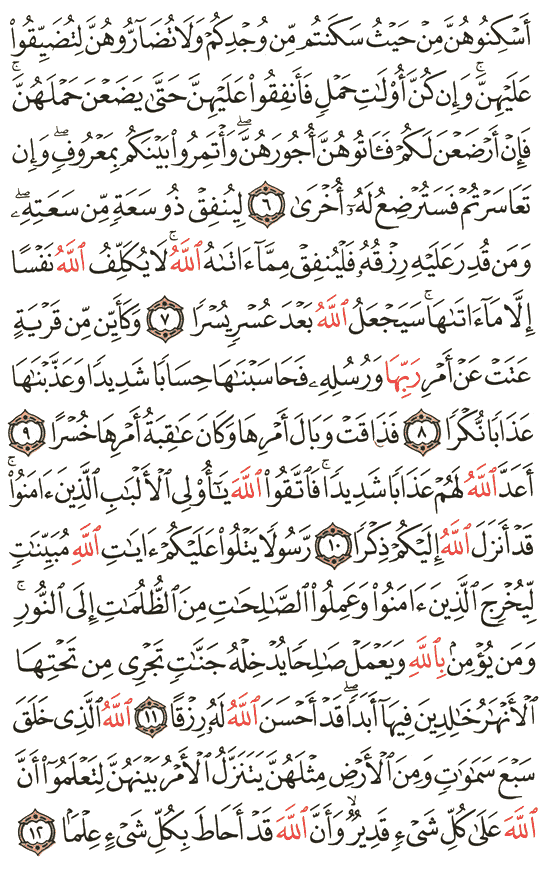 أَسْكِنُوهُنَّ مِنْ حَيْثُ سَكَنتُم مِّن وُجْدِكُمْ وَلَا تُضَآرُّوهُنَّ لِتُضَيِّقُوا۟
عَلَيْهِنَّ ۚ وَإِن كُنَّ أُو۟لَـٰتِ حَمْلٍ فَأَنفِقُوا۟ عَلَيْهِنَّ حَتَّىٰ يَضَعْنَ حَمْلَهُنَّ ۚ
فَإِنْ أَرْضَعْنَ لَكُمْ فَـَٔاتُوهُنَّ أُجُورَهُنَّ ۖ وَأْتَمِرُوا۟ بَيْنَكُم بِمَعْرُوفٍ ۖ وَإِن
تَعَاسَرْتُمْ فَسَتُرْضِعُ لَهُۥٓ أُخْرَىٰ ٦ لِيُنفِقْ ذُو سَعَةٍ مِّن سَعَتِهِۦ ۖ
وَمَن قُدِرَ عَلَيْهِ رِزْقُهُۥ فَلْيُنفِقْ مِمَّآ ءَاتَىٰهُ ٱللَّهُ ۚ لَا يُكَلِّفُ ٱللَّهُ نَفْسًا
إِلَّا مَآ ءَاتَىٰهَا ۚ سَيَجْعَلُ ٱللَّهُ بَعْدَ عُسْرٍ يُسْرًا ٧ وَكَأَيِّن مِّن قَرْيَةٍ
عَتَتْ عَنْ أَمْرِ رَبِّهَا وَرُسُلِهِۦ فَحَاسَبْنَـٰهَا حِسَابًا شَدِيدًا وَعَذَّبْنَـٰهَا
عَذَابًا نُّكْرًا ٨ فَذَاقَتْ وَبَالَ أَمْرِهَا وَكَانَ عَـٰقِبَةُ أَمْرِهَا خُسْرًا ٩
أَعَدَّ ٱللَّهُ لَهُمْ عَذَابًا شَدِيدًا ۖ فَٱتَّقُوا۟ ٱللَّهَ يَـٰٓأُو۟لِى ٱلْأَلْبَـٰبِ ٱلَّذِينَ ءَامَنُوا۟ ۚ
قَدْ أَنزَلَ ٱللَّهُ إِلَيْكُمْ ذِكْرًا ١٠ رَّسُولًا يَتْلُوا۟ عَلَيْكُمْ ءَايَـٰتِ ٱللَّهِ مُبَيِّنَـٰتٍ
لِّيُخْرِجَ ٱلَّذِينَ ءَامَنُوا۟ وَعَمِلُوا۟ ٱلصَّـٰلِحَـٰتِ مِنَ ٱلظُّلُمَـٰتِ إِلَى ٱلنُّورِ ۚ
وَمَن يُؤْمِنۢ بِٱللَّهِ وَيَعْمَلْ صَـٰلِحًا يُدْخِلْهُ جَنَّـٰتٍ تَجْرِى مِن تَحْتِهَا
ٱلْأَنْهَـٰرُ خَـٰلِدِينَ فِيهَآ أَبَدًا ۖ قَدْ أَحْسَنَ ٱللَّهُ لَهُۥ رِزْقًا ١١ ٱللَّهُ ٱلَّذِى خَلَقَ
سَبْعَ سَمَـٰوَٰتٍ وَمِنَ ٱلْأَرْضِ مِثْلَهُنَّ يَتَنَزَّلُ ٱلْأَمْرُ بَيْنَهُنَّ لِتَعْلَمُوٓا۟ أَنَّ
ٱللَّهَ عَلَىٰ كُلِّ شَىْءٍ قَدِيرٌ وَأَنَّ ٱللَّهَ قَدْ أَحَاطَ بِكُلِّ شَىْءٍ عِلْمًۢا ١٢